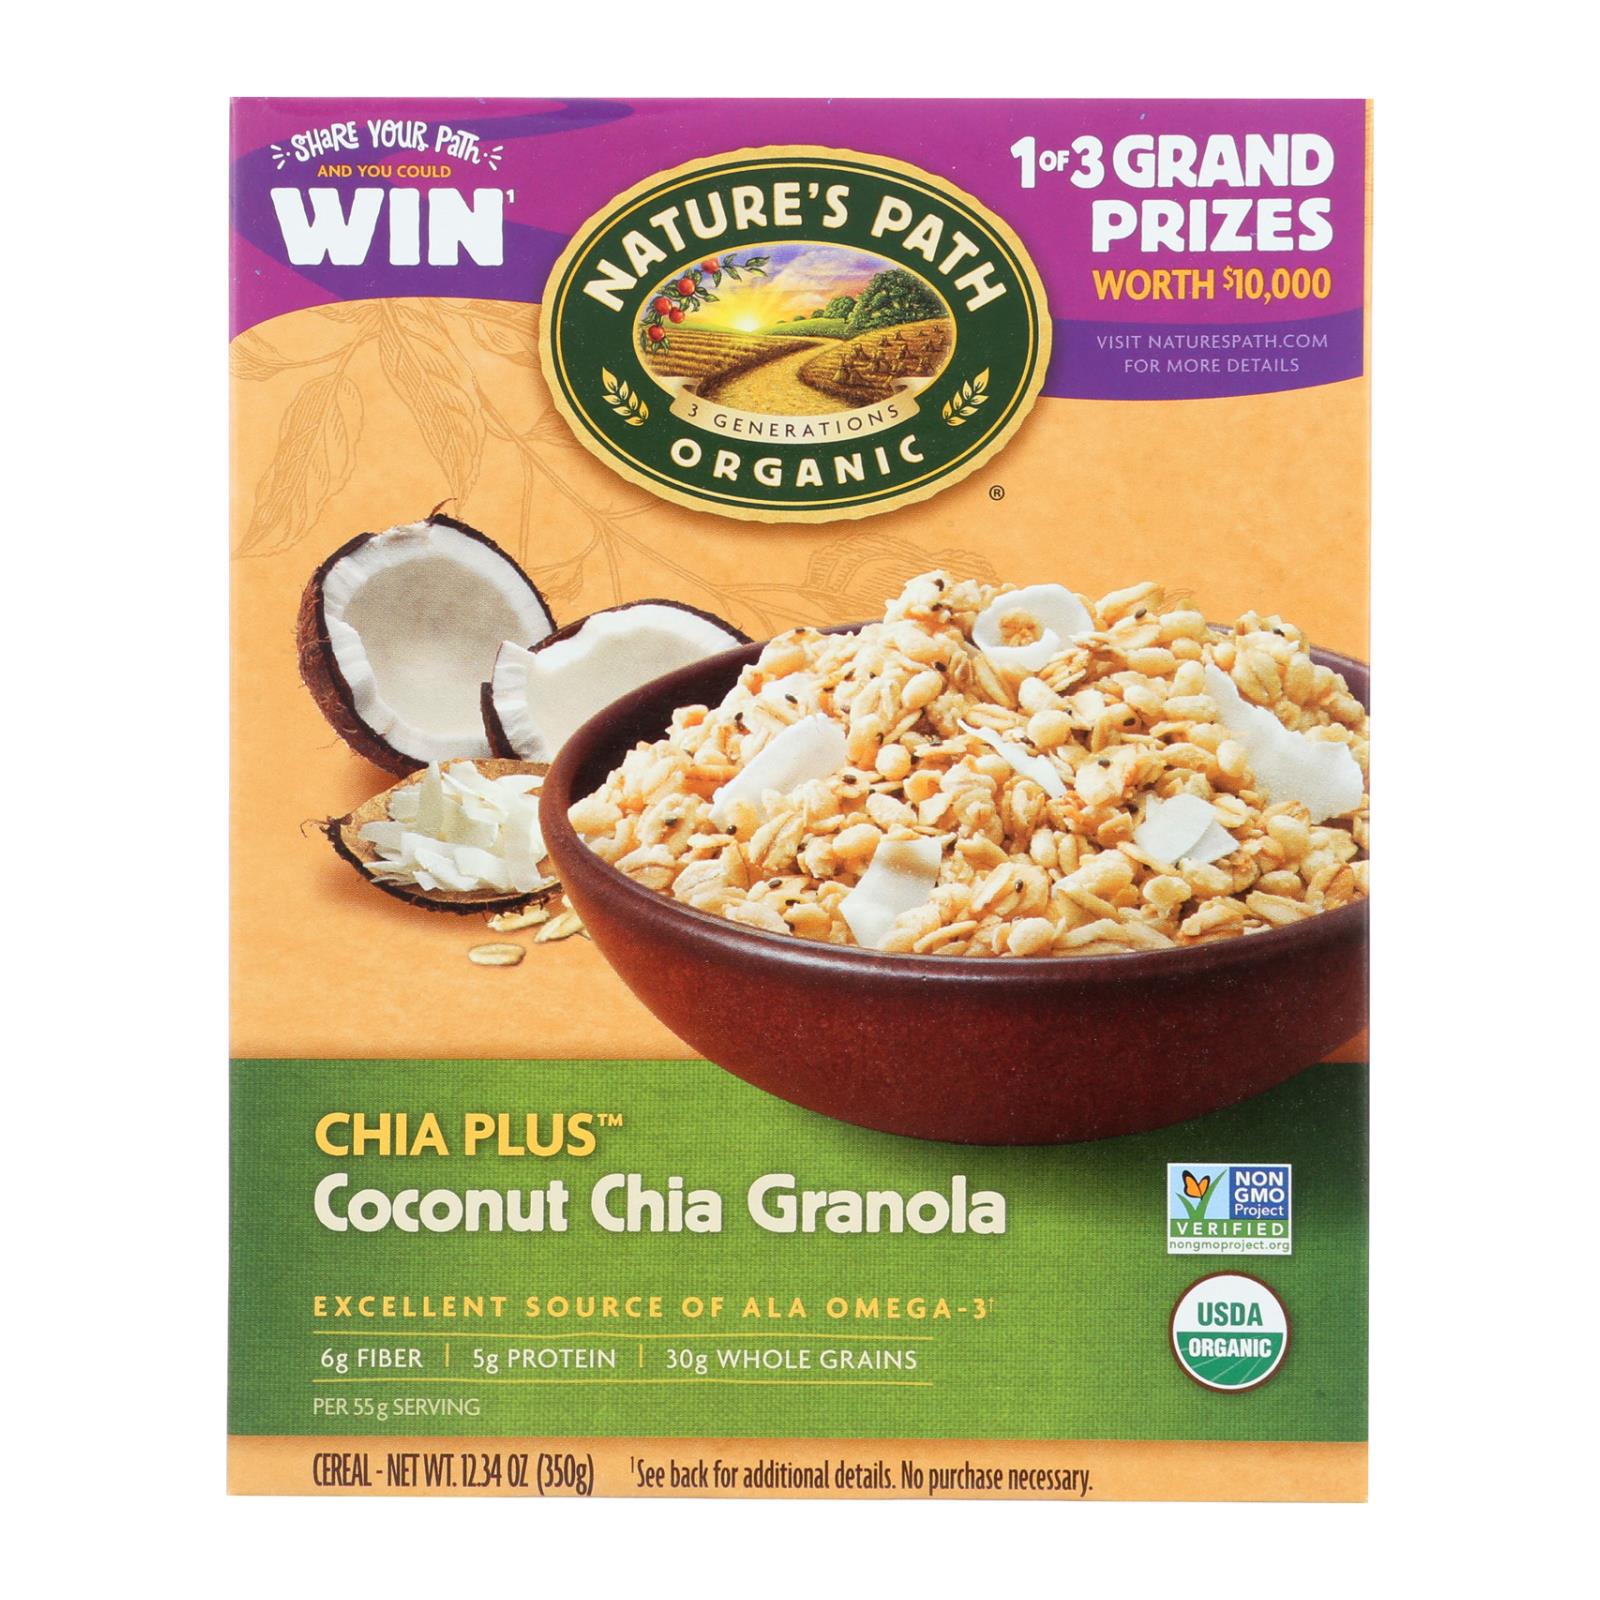 SHARE YOUR PATH
AND YOU COULD
WIN¹
NATURE'S PATH
3 GENERATIONS
ORGANIC
®
1 OF 3 GRAND
PRIZES
WORTH $10,000
VISIT NATURESPATH.COM
FOR MORE DETAILS
CHIA PLUS™
Coconut Chia Granola
EXCELLENT SOURCE OF ALA OMEGA-3†
6g FIBER | 5g PROTEIN | 30g WHOLE GRAINS
PER 55g SERVING
NON
GMO
Project
VERIFIED
nongmoproject.org
USDA
ORGANIC
CEREAL - NET WT. 12.34 OZ (350g)
¹See back for additional details. No purchase necessary.